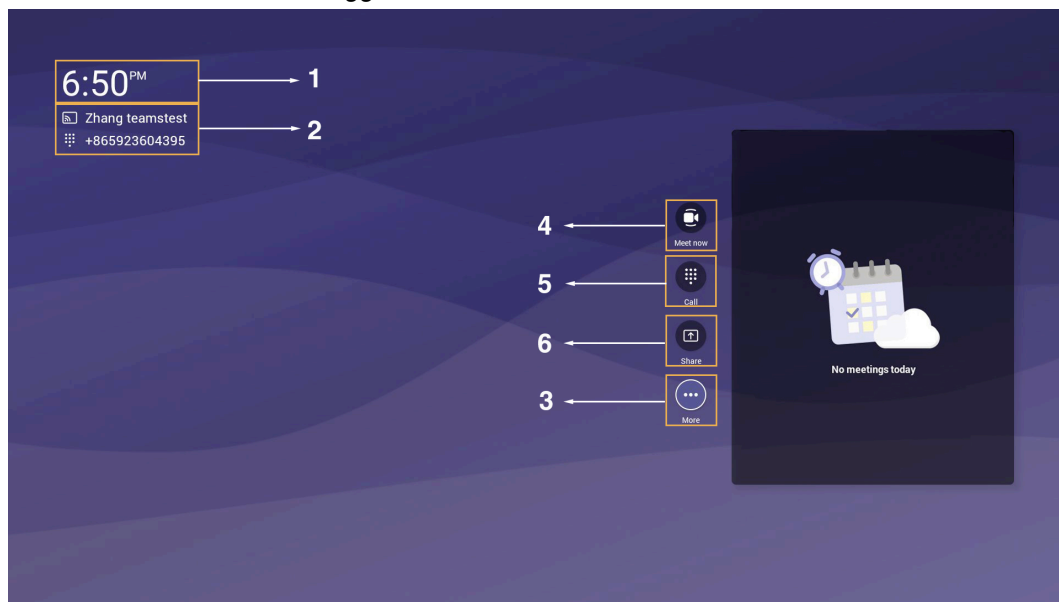 gg
6:50PM
1
Zhang teamstest
+865923604395
2
4
Meet now
5
Call
6
Share
3
More
No meetings today